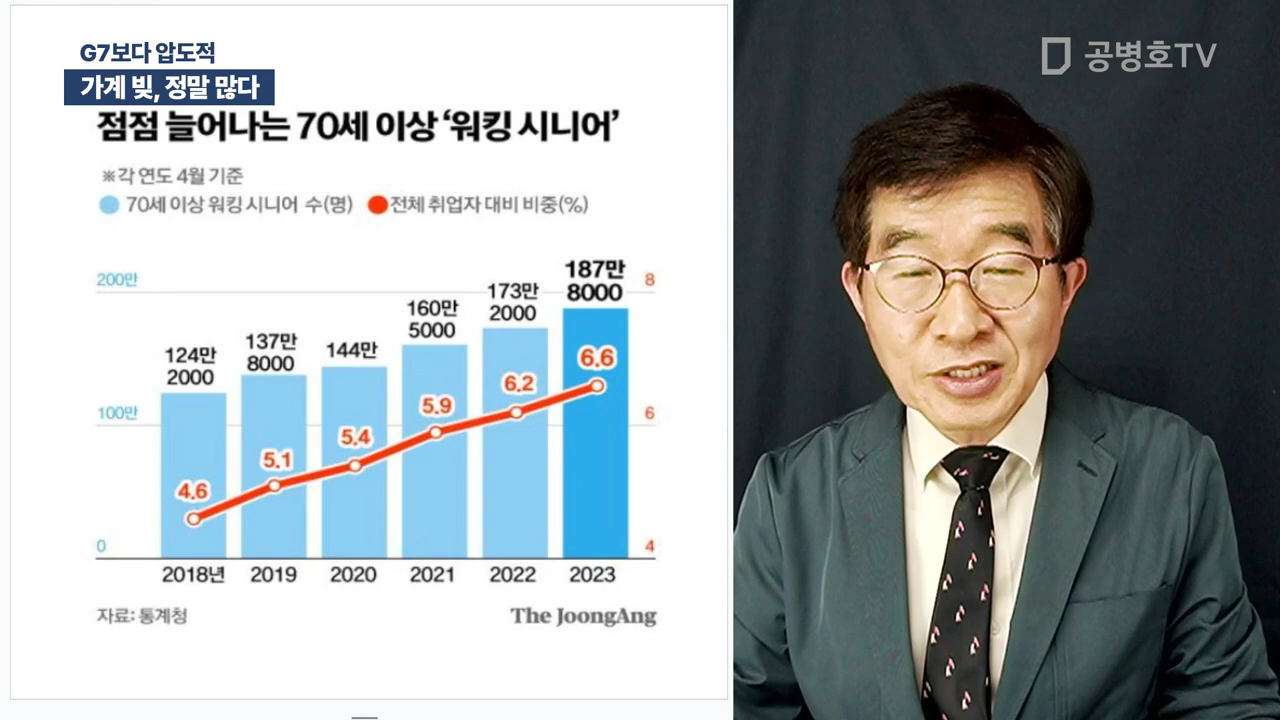 G7보다 압도적
가계 빚, 정말 많다
공병호TV
점점 늘어나는 70세 이상 ‘워킹 시니어’
※각 연도 4월 기준
70세 이상 워킹 시니어 수(명) 전체 취업자 대비 비중(%)
200만
100만
0
8
6
4
124만
2000
137만
8000
144만
160만
5000
173만
2000
187만
8000
4.6
5.1
5.4
5.9
6.2
6.6
2018년 2019 2020 2021 2022 2023
자료: 통계청
The JoongAng